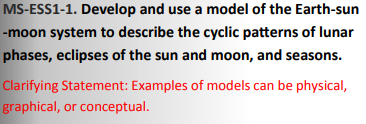 MS-ESS1-1. Develop and use a model of the Earth-sun
-moon system to describe the cyclic patterns of lunar
phases, eclipses of the sun and moon, and seasons.
Clarifying Statement: Examples of models can be physical,
graphical, or conceptual.